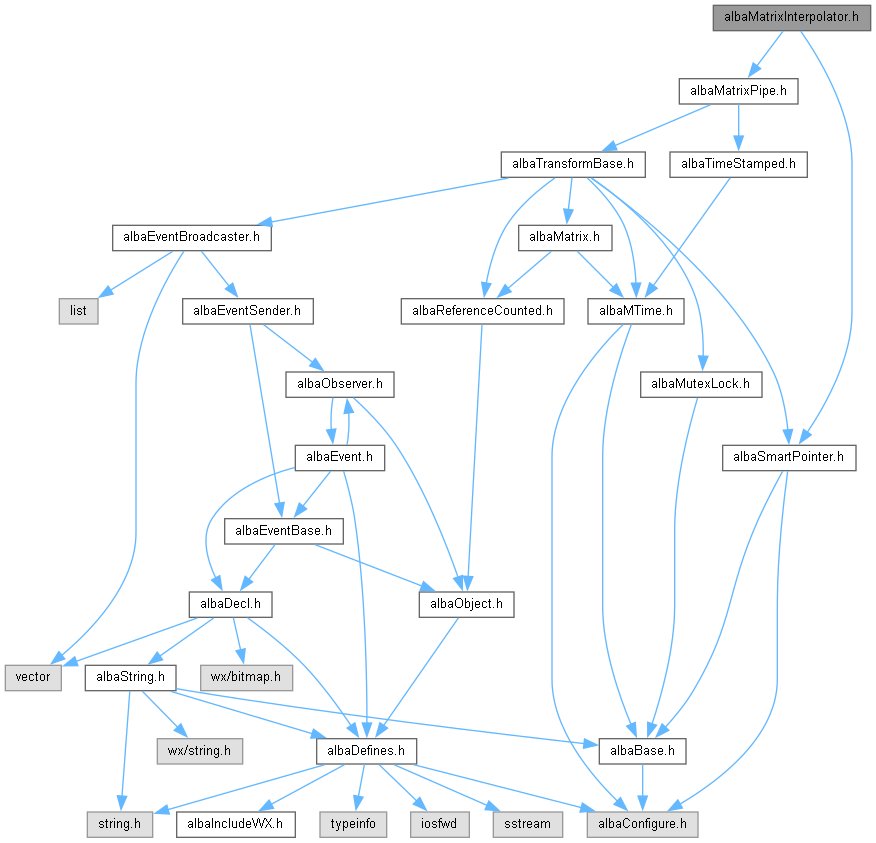 albaMatrixInterpolator.h
albaMatrixPipe.h
albaTransformBase.h
albaTimeStamped.h
albaEventBroadcaster.h
albaMatrix.h
list
albaEventSender.h
albaReferenceCounted.h
albaMTime.h
albaObserver.h
albaMutexLock.h
albaEvent.h
albaSmartPointer.h
albaEventBase.h
albaDecl.h
albaObject.h
vector
albaString.h
wx/bitmap.h
wx/string.h
albaDefines.h
albaBase.h
string.h
albaIncludeWX.h
typeinfo
iosfwd
sstream
albaConfigure.h